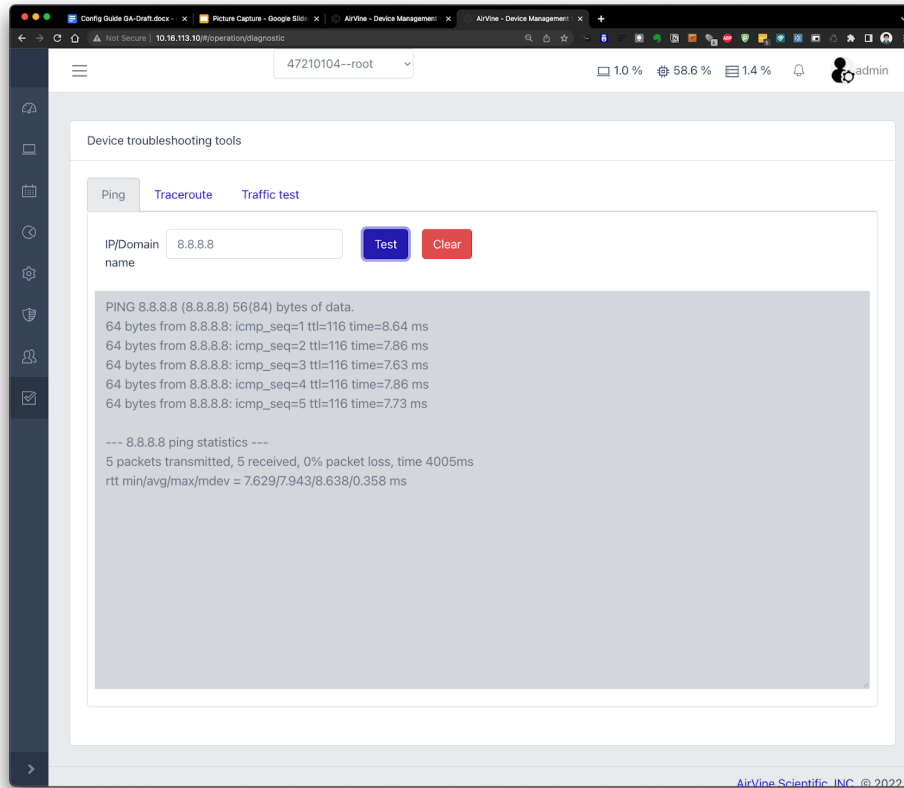 Config Guide GA-Draft.docx -
Picture Capture - Google Slide
AirVine - Device Management
AirVine - Device Management
Not Secure | 10.16.113.10/#/operation/diagnostic
47210104--root
1.0 %
58.6 %
1.4 %
admin
Device troubleshooting tools
Ping
Traceroute
Traffic test
IP/Domain
name
8.8.8.8
Test
Clear
PING 8.8.8.8 (8.8.8.8) 56(84) bytes of data.
64 bytes from 8.8.8.8: icmp_seq=1 ttl=116 time=8.64 ms
64 bytes from 8.8.8.8: icmp_seq=2 ttl=116 time=7.86 ms
64 bytes from 8.8.8.8: icmp_seq=3 ttl=116 time=7.63 ms
64 bytes from 8.8.8.8: icmp_seq=4 ttl=116 time=7.86 ms
64 bytes from 8.8.8.8: icmp_seq=5 ttl=116 time=7.73 ms
--- 8.8.8.8 ping statistics ---
5 packets transmitted, 5 received, 0% packet loss, time 4005ms
rtt min/avg/max/mdev = 7.629/7.943/8.638/0.358 ms
AirVine Scientific, INC. © 2022